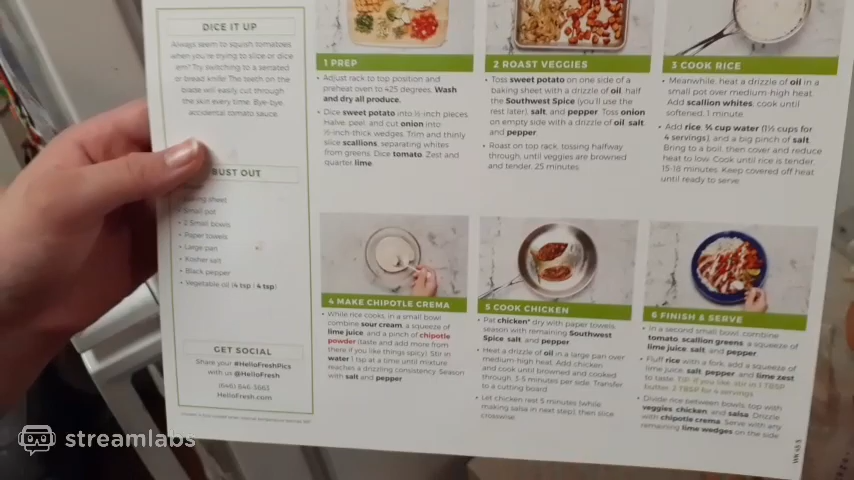 DICE IT UP
Always seem to squish tomatoes
when you're trying to slice or dice
em? Try switching to a serrated
or bread knife! The teeth on the
blade will easily cut through
the skin every time. Bye-bye,
accidental tomato sauce.
BUST OUT
Baking sheet
• Small pot
• 2 Small bowls
• Paper towels
• Large pan
• Kosher salt
• Black pepper
• Vegetable oil (4 tsp | 4 tsp)
GET SOCIAL
Share your #HelloFreshPics
with us @HelloFresh
(646) 846-3663
HelloFresh.com
1 PREP
• Adjust rack to top position and
preheat oven to 425 degrees. Wash
and dry all produce.
• Dice sweet potato into ½-inch pieces.
Halve, peel, and cut onion into
½-inch-thick wedges. Trim and thinly
slice scallions, separating whites
from greens. Dice tomato. Zest and
quarter lime.
2 ROAST VEGGIES
• Toss sweet potato on one side of a
baking sheet with a drizzle of oil, half
the Southwest Spice (you'll use the
rest later), salt, and pepper. Toss onion
on empty side with a drizzle of oil, salt,
and pepper.
• Roast on top rack, tossing halfway
through, until veggies are browned
and tender, 25 minutes.
3 COOK RICE
• Meanwhile, heat a drizzle of oil in a
small pot over medium-high heat.
Add scallion whites; cook until
softened, 1 minute.
• Add rice, ¾ cup water (1½ cups for
4 servings), and a big pinch of salt.
Bring to a boil, then cover and reduce
heat to low. Cook until rice is tender,
15-18 minutes. Keep covered off heat
until ready to serve.
4 MAKE CHIPOTLE CREMA
• While rice cooks, in a small bowl,
combine sour cream, a squeeze of
lime juice, and a pinch of chipotle
powder (taste and add more from
there if you like things spicy). Stir in
water 1 tsp at a time until mixture
reaches a drizzling consistency. Season
with salt and pepper.
5 COOK CHICKEN
• Pat chicken* dry with paper towels;
season with remaining Southwest
Spice, salt, and pepper.
• Heat a drizzle of oil in a large pan over
medium-high heat. Add chicken
and cook until browned and cooked
through, 3-5 minutes per side. Transfer
to a cutting board.
• Let chicken rest 5 minutes (while
making salsa in next step), then slice
crosswise.
6 FINISH & SERVE
• In a second small bowl, combine
tomato, scallion greens, a squeeze of
lime juice, salt, and pepper.
• Fluff rice with a fork; add a squeeze of
lime juice, salt, pepper, and lime zest
to taste. TIP: If you like, stir in 1 TBSP
butter, 2 TBSP for 4 servings.
• Divide rice between bowls; top with
veggies, chicken, and salsa. Drizzle
with chipotle crema. Serve with any
remaining lime wedges on the side.
streamlabs